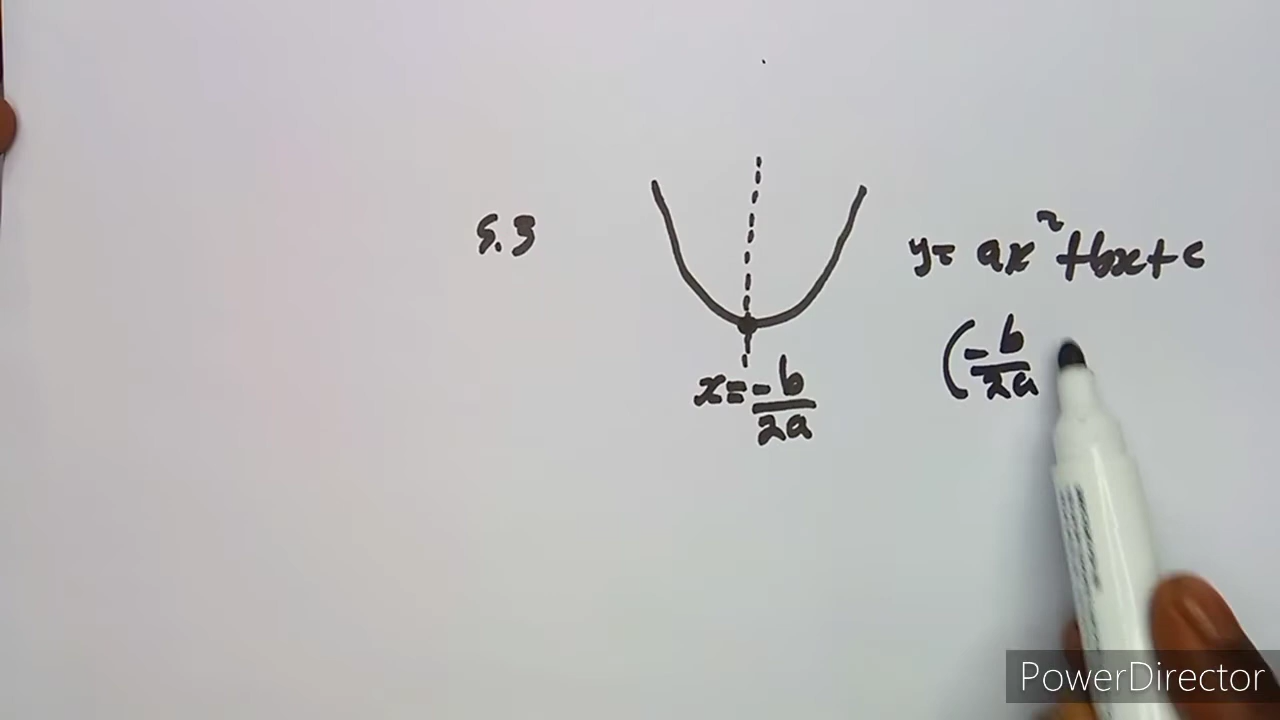 5.3
y= ax²+bx+c
(-b/2a
x=-b/2a
PowerDirector